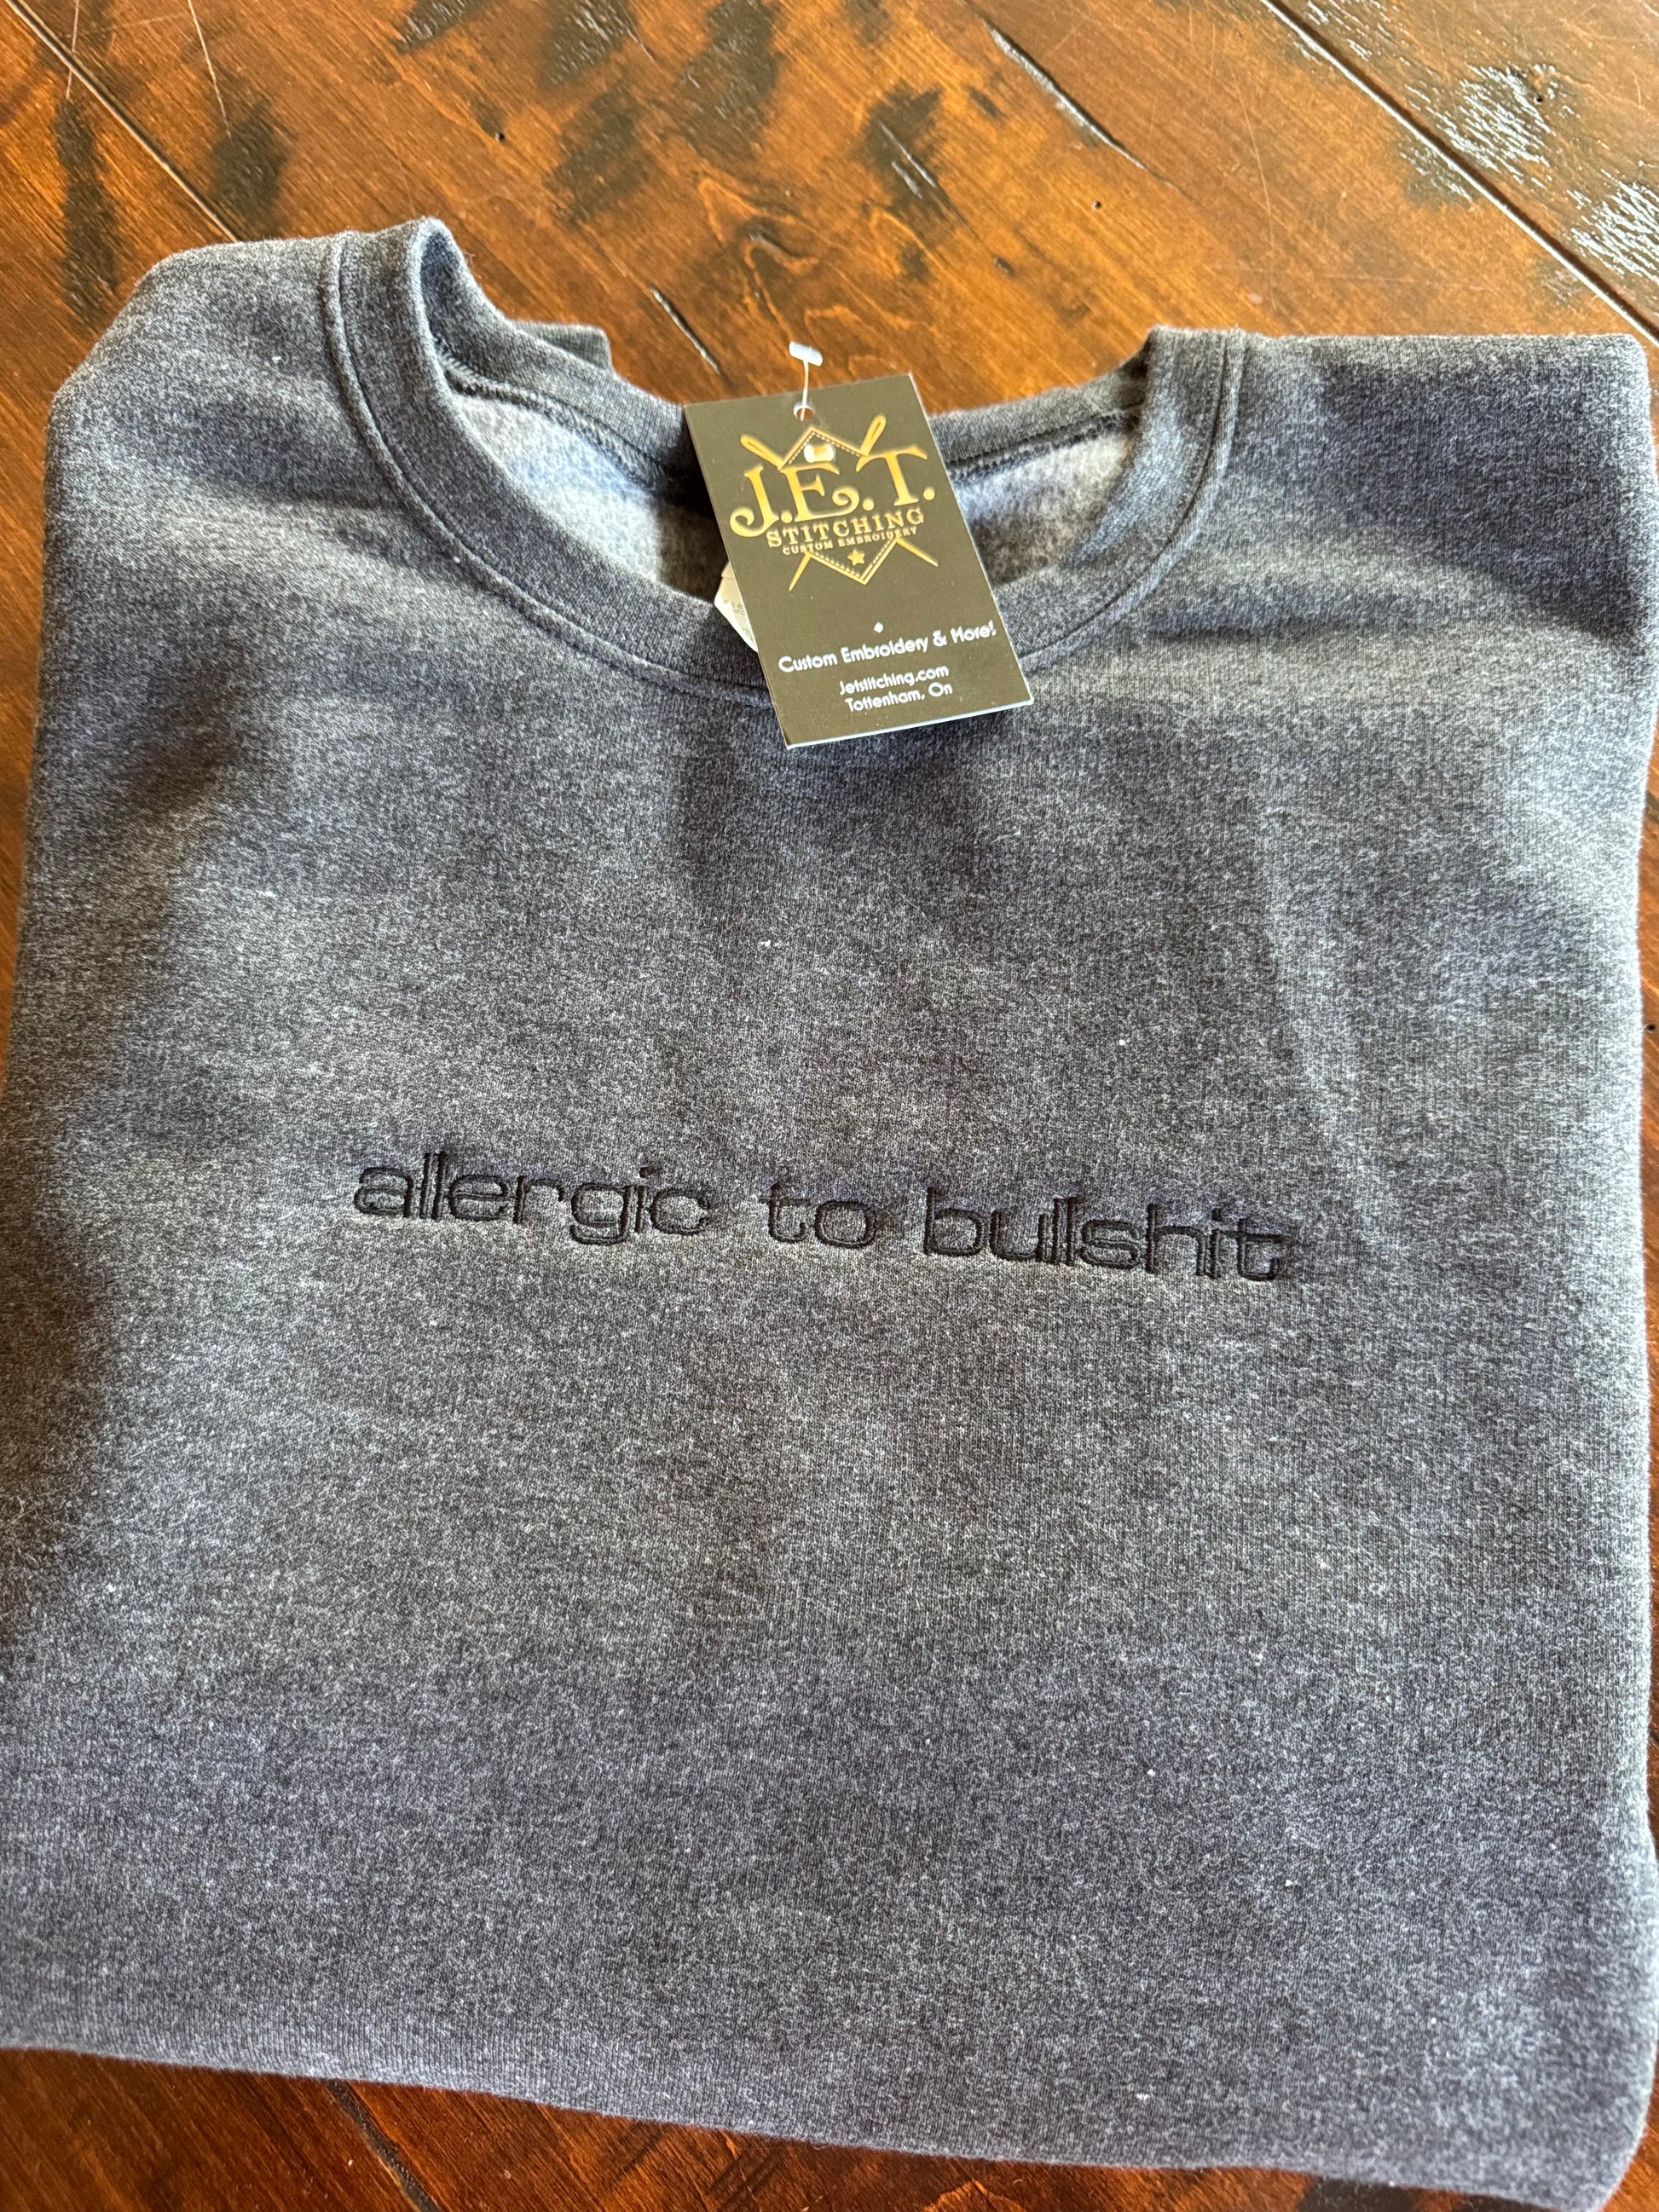 J.E.T.
STITCHING
CUSTOM EMBROIDERY
Custom Embroidery & More!
Jetstitching.com
Tottenham, On
allergic to bullshit